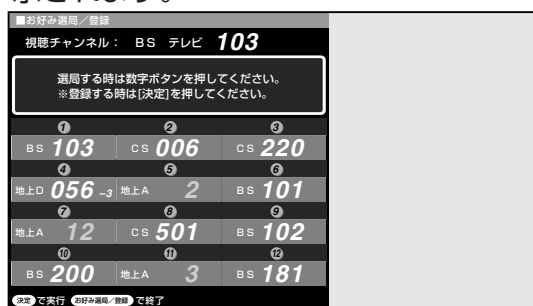 示されます。
■お好み選局／登録
視聴チャンネル： BS テレビ 103
選局する時は数字ボタンを押してください。
※登録する時は[決定]を押してください。
① ② ③
BS 103 CS 006 CS 220
④ ⑤ ⑥
地上D 056 -3 地上A 2 BS 101
⑦ ⑧ ⑨
地上A 12 CS 501 BS 102
⑩ ⑪ ⑫
BS 200 地上A 3 BS 181
決定 で実行 お好み選局／登録 で終了